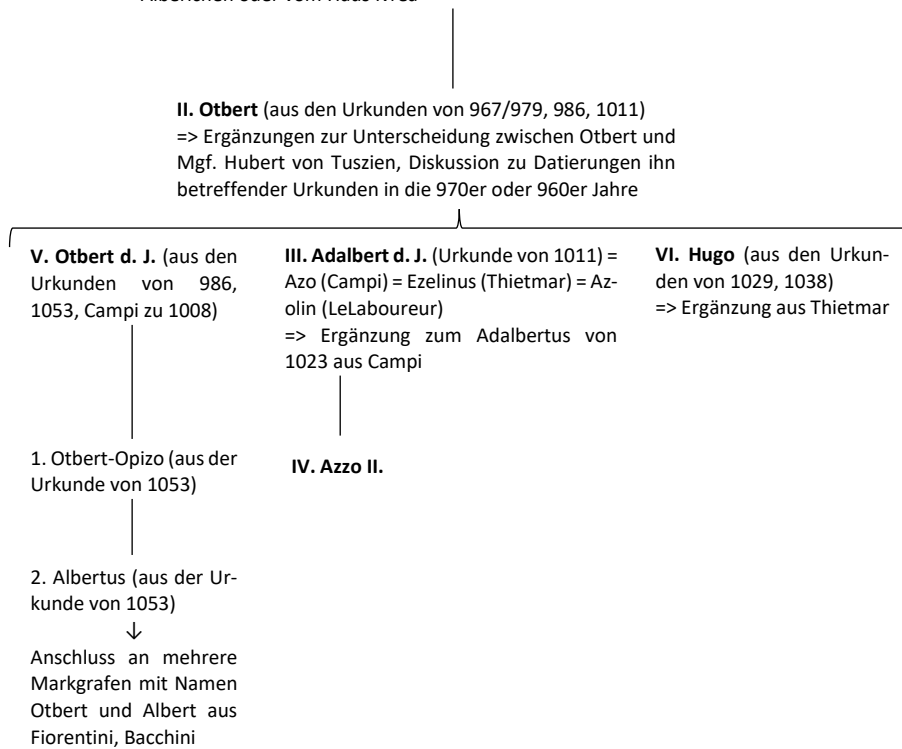 II. Otbert (aus den Urkunden von 967/979, 986, 1011)
=> Ergänzungen zur Unterscheidung zwischen Otbert und
Mgf. Hubert von Tuszien, Diskussion zu Datierungen ihn
betreffender Urkunden in die 970er oder 960er Jahre
V. Otbert d. J. (aus den
Urkunden von 986,
1053, Campi zu 1008)
III. Adalbert d. J. (Urkunde von 1011) =
Azo (Campi) = Ezelinus (Thietmar) = Az-
olin (LeLaboureur)
=> Ergänzung zum Adalbertus von
1023 aus Campi
VI. Hugo (aus den Urkun-
den von 1029, 1038)
=> Ergänzung aus Thietmar
1. Otbert-Opizo (aus der
Urkunde von 1053)
IV. Azzo II.
2. Albertus (aus der Ur-
kunde von 1053)
↓
Anschluss an mehrere
Markgrafen mit Namen
Otbert und Albert aus
Fiorentini, Bacchini